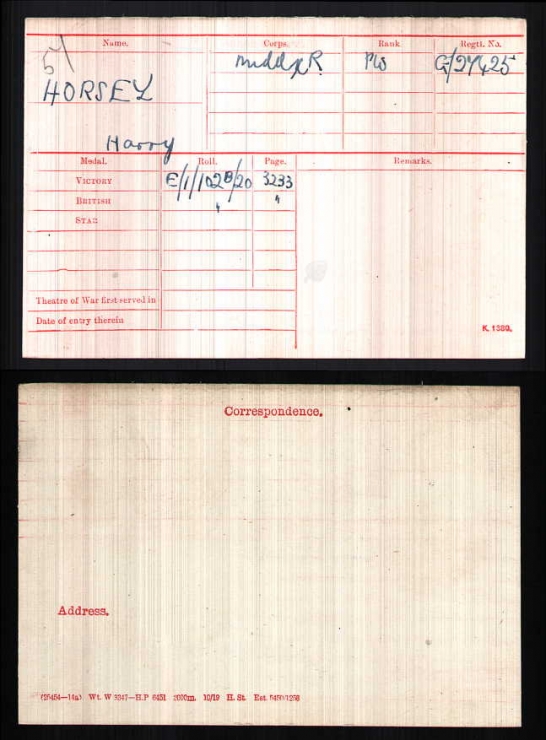 Name. Corps. Rank. Regtl. No.
51
HORSEY Middx R. Pte G/27425
Harry
Medal. Roll. Page. Remarks.
VICTORY E/1/102B/20 3233
BRITISH " "
STAR
Theatre of War first served in
Date of entry therein
K. 1380.
Correspondence.
Address.